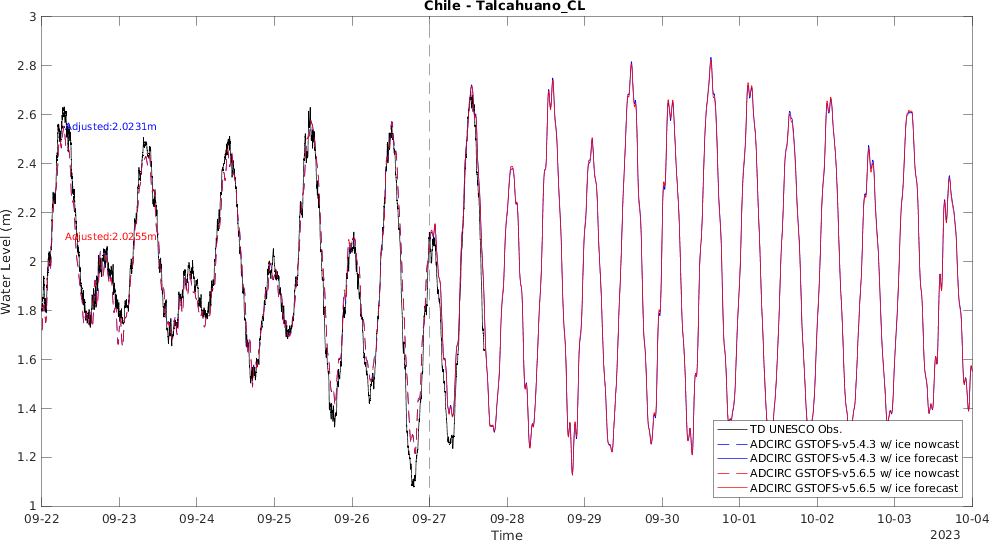 Chile - Talcahuano_CL
3
2.8
2.6
2.4
2.2
2
1.8
1.6
1.4
1.2
1
Water Level (m)
Adjusted:2.0231m
Adjusted:2.0255m
TD UNESCO Obs.
ADCIRC GSTOFS-v5.4.3 w/ ice nowcast
ADCIRC GSTOFS-v5.4.3 w/ ice forecast
ADCIRC GSTOFS-v5.6.5 w/ ice nowcast
ADCIRC GSTOFS-v5.6.5 w/ ice forecast
09-22 09-23 09-24 09-25 09-26 09-27 09-28 09-29 09-30 10-01 10-02 10-03 10-04
Time
2023